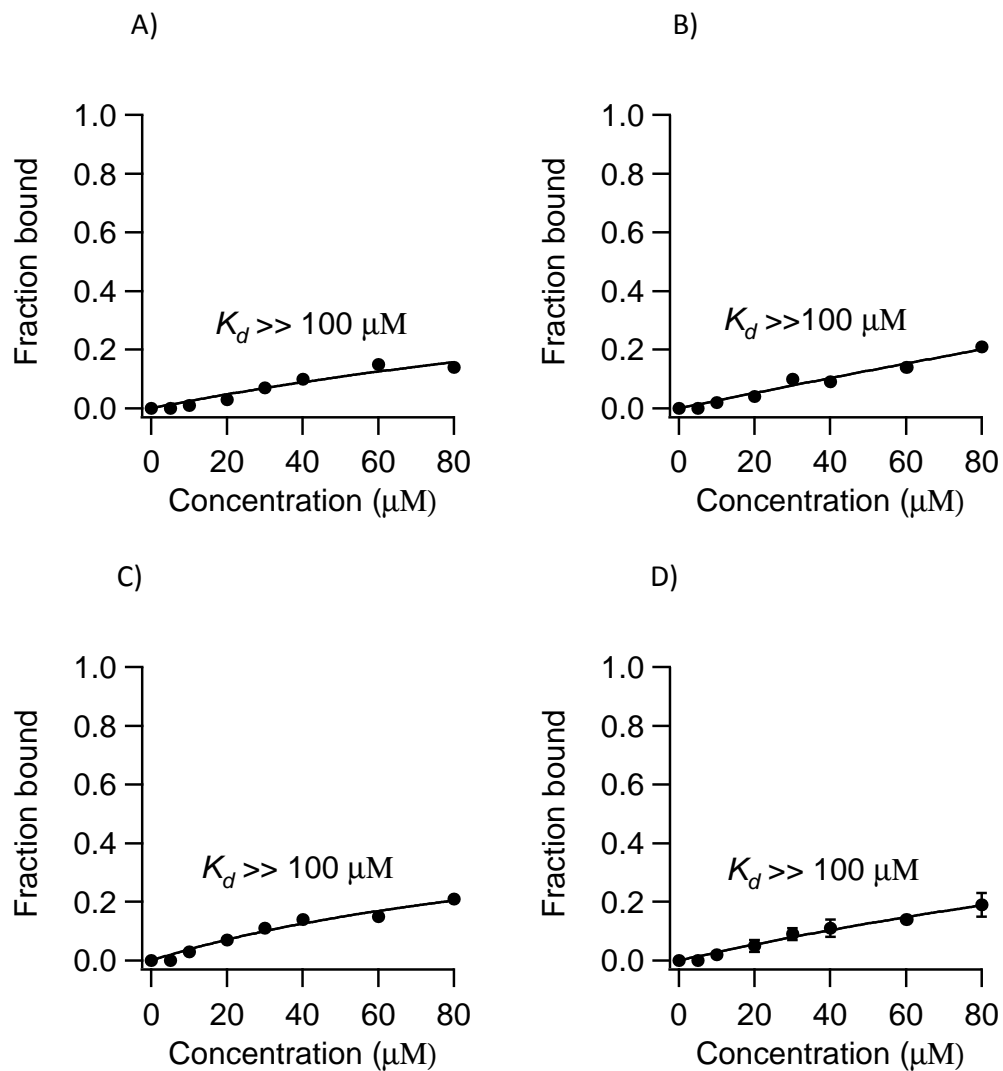 A)
1.0
0.8
0.6
0.4
0.2
0.0
Fraction bound
Kd >> 100 μM
0 20 40 60 80
Concentration (μM)
B)
1.0
0.8
0.6
0.4
0.2
0.0
Fraction bound
Kd >>100 μM
0 20 40 60 80
Concentration (μM)
C)
1.0
0.8
0.6
0.4
0.2
0.0
Fraction bound
Kd >> 100 μM
0 20 40 60 80
Concentration (μM)
D)
1.0
0.8
0.6
0.4
0.2
0.0
Fraction bound
Kd >> 100 μM
0 20 40 60 80
Concentration (μM)